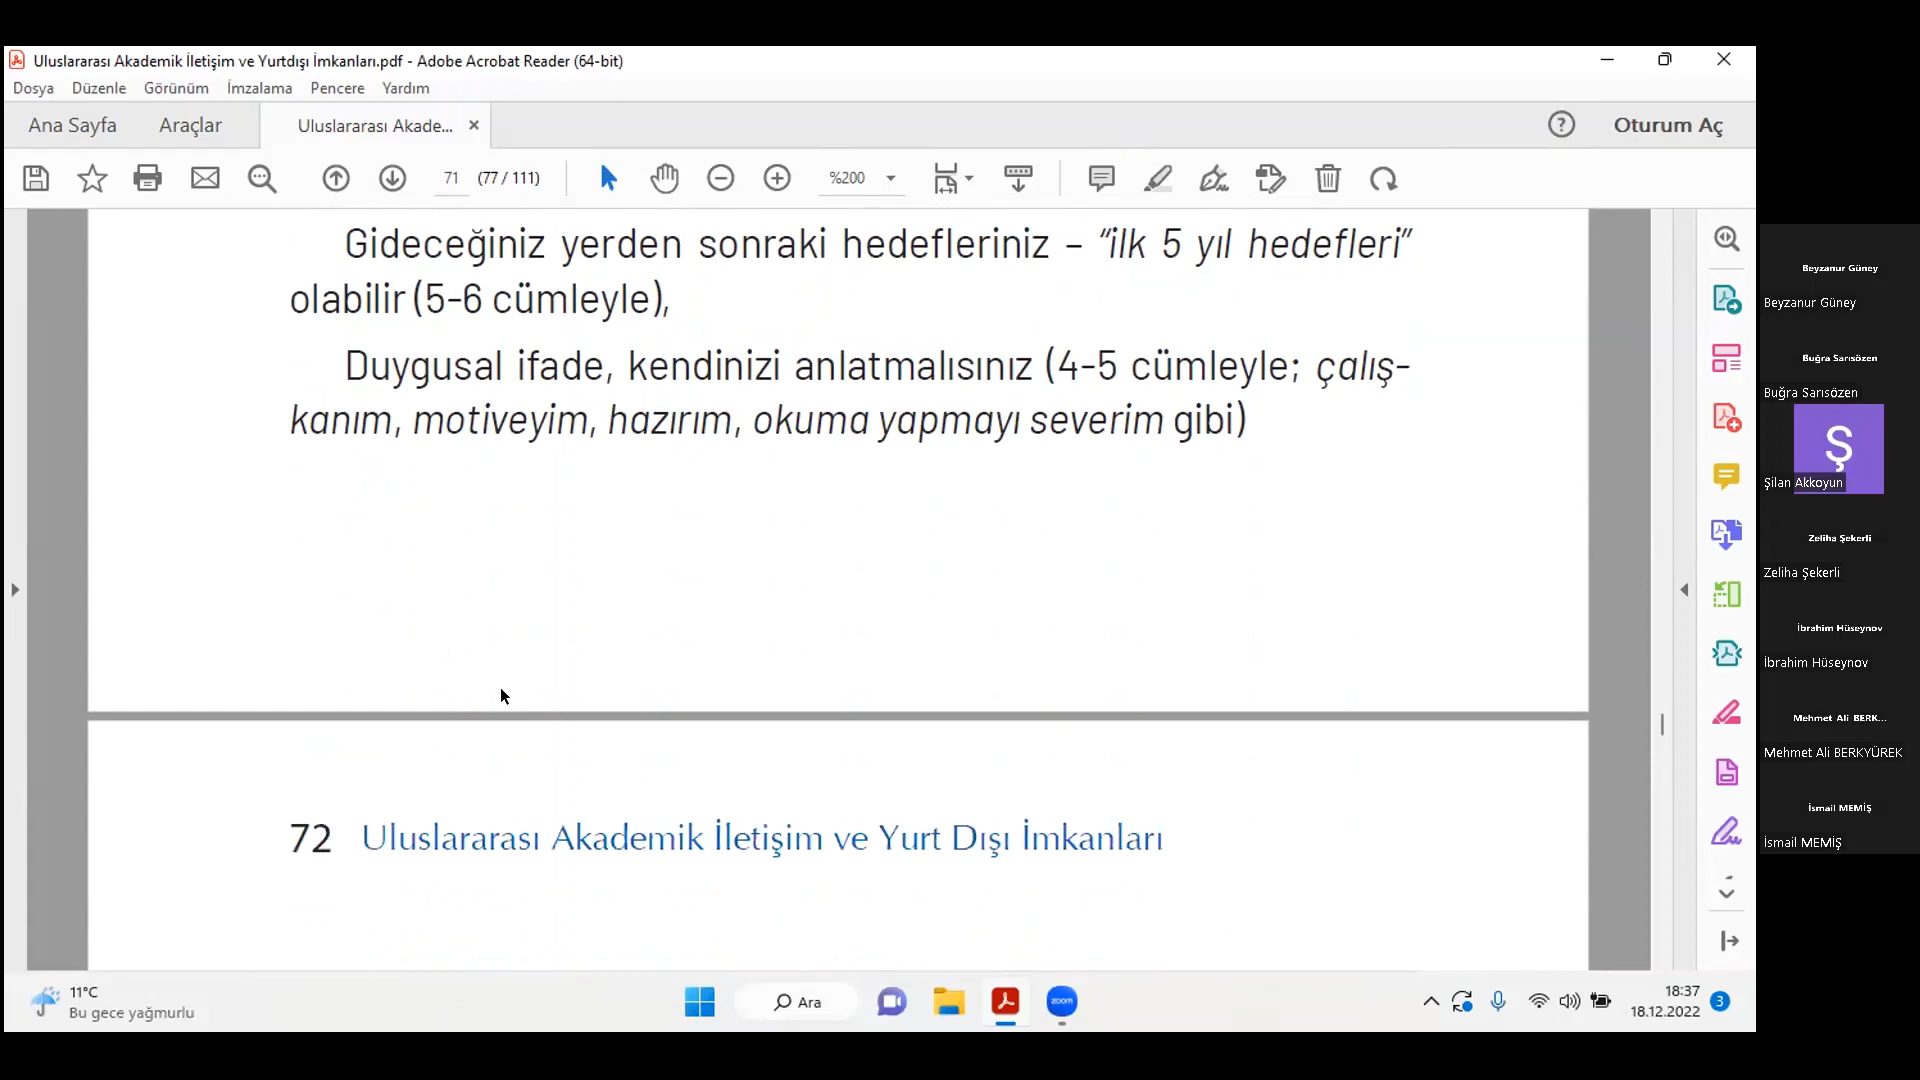 Uluslararası Akademik İletişim ve Yurtdışı İmkanları.pdf - Adobe Acrobat Reader (64-bit)
Dosya Düzenle Görünüm İmzalama Pencere Yardım
Ana Sayfa Araçlar Uluslararası Akade... Oturum Aç
71 (77 / 111) %200
Gideceğiniz yerden sonraki hedefleriniz – “ilk 5 yıl hedefleri”
olabilir (5-6 cümleyle),
Duygusal ifade, kendinizi anlatmalısınız (4-5 cümleyle; çalış-
kanım, motiveyim, hazırım, okuma yapmayı severim gibi)
72 Uluslararası Akademik İletişim ve Yurt Dışı İmkanları
Beyzanur Güney
Beyzanur Güney
Buğra Sarısözen
Buğra Sarısözen
Ş
Şilan Akkoyun
Zeliha Şekerli
Zeliha Şekerli
İbrahim Hüseynov
İbrahim Hüseynov
Mehmet Ali BERK...
Mehmet Ali BERKYÜREK
İsmail MEMİŞ
İsmail MEMİŞ
11°C
Bu gece yağmurlu
Ara
zoom
18:37
18.12.2022
3